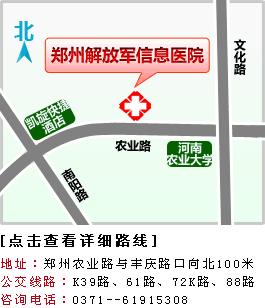 北
郑州解放军信息医院
文化路
凯旋快捷
酒店
农业路
河南
农业大学
南阳路
[点击查看详细路线]
地址：郑州农业路与丰庆路口向北100米
公交线路：K39路、61路、72K路、88路
咨询电话：0371--61915308